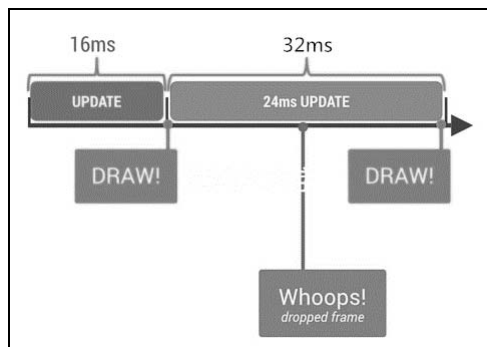 16ms
32ms
UPDATE
24ms UPDATE
DRAW!
DRAW!
Whoops!
dropped frame